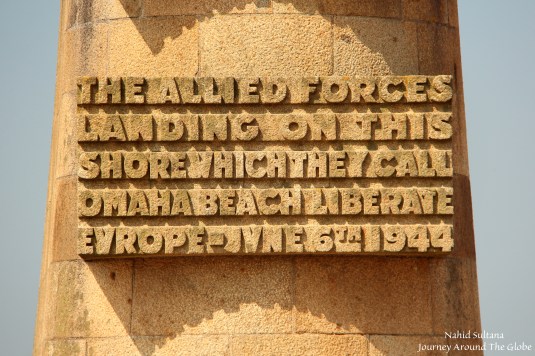 THE ALLIED FORCES
LANDING ON THIS
SHORE WHICH THEY CALL
OMAHA BEACH LIBERATE
EVROPE - JVNE 6TH 1944
Nahid Sultana
Journey Around The Globe